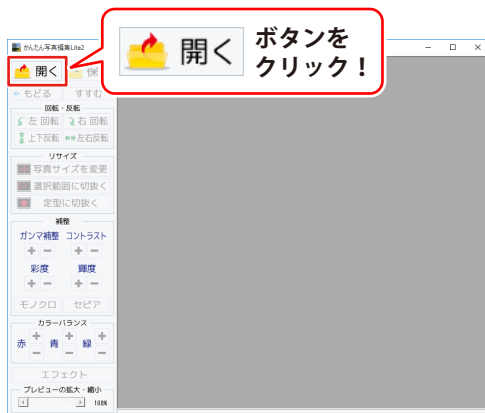 開く
ボタンを
クリック！
かんたん写真編集Lite2
開く
保
もどる
すすむ
回転・反転
左 回転
右 回転
上下反転
左右反転
リサイズ
写真サイズを変更
選択範囲に切抜く
定型に切抜く
補整
ガンマ補整 コントラスト
+ − + −
彩度 輝度
+ − + −
モノクロ
セピア
カラーバランス
赤 + − 青 + − 緑 + −
エフェクト
プレビューの拡大・縮小
100%